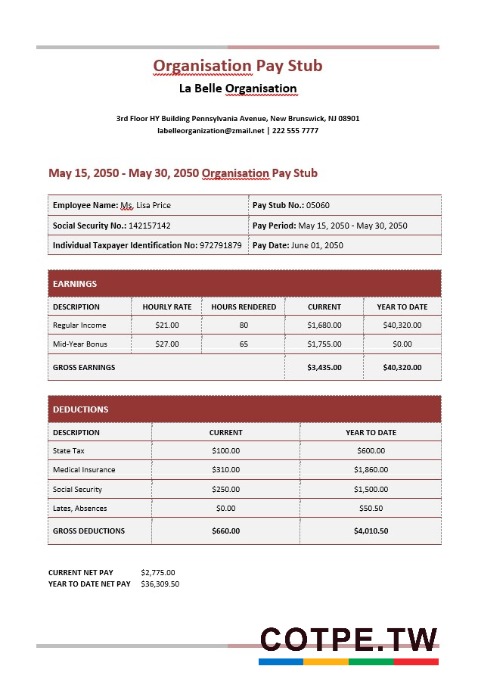 Organisation Pay Stub
La Belle Organisation
3rd Floor HY Building Pennsylvania Avenue, New Brunswick, NJ 08901
labelleorganization@zmail.net | 222 555 7777
May 15, 2050 - May 30, 2050 Organisation Pay Stub
Employee Name: Ms. Lisa Price Pay Stub No.: 05060
Social Security No.: 142157142 Pay Period: May 15, 2050 - May 30, 2050
Individual Taxpayer Identification No: 972791879 Pay Date: June 01, 2050
EARNINGS
DESCRIPTION HOURLY RATE HOURS RENDERED CURRENT YEAR TO DATE
Regular Income $21.00 80 $1,680.00 $40,320.00
Mid-Year Bonus $27.00 65 $1,755.00 $0.00
GROSS EARNINGS $3,435.00 $40,320.00
DEDUCTIONS
DESCRIPTION CURRENT YEAR TO DATE
State Tax $100.00 $600.00
Medical Insurance $310.00 $1,860.00
Social Security $250.00 $1,500.00
Lates, Absences $0.00 $50.50
GROSS DEDUCTIONS $660.00 $4,010.50
CURRENT NET PAY $2,775.00
YEAR TO DATE NET PAY $36,309.50
COTPE.TW